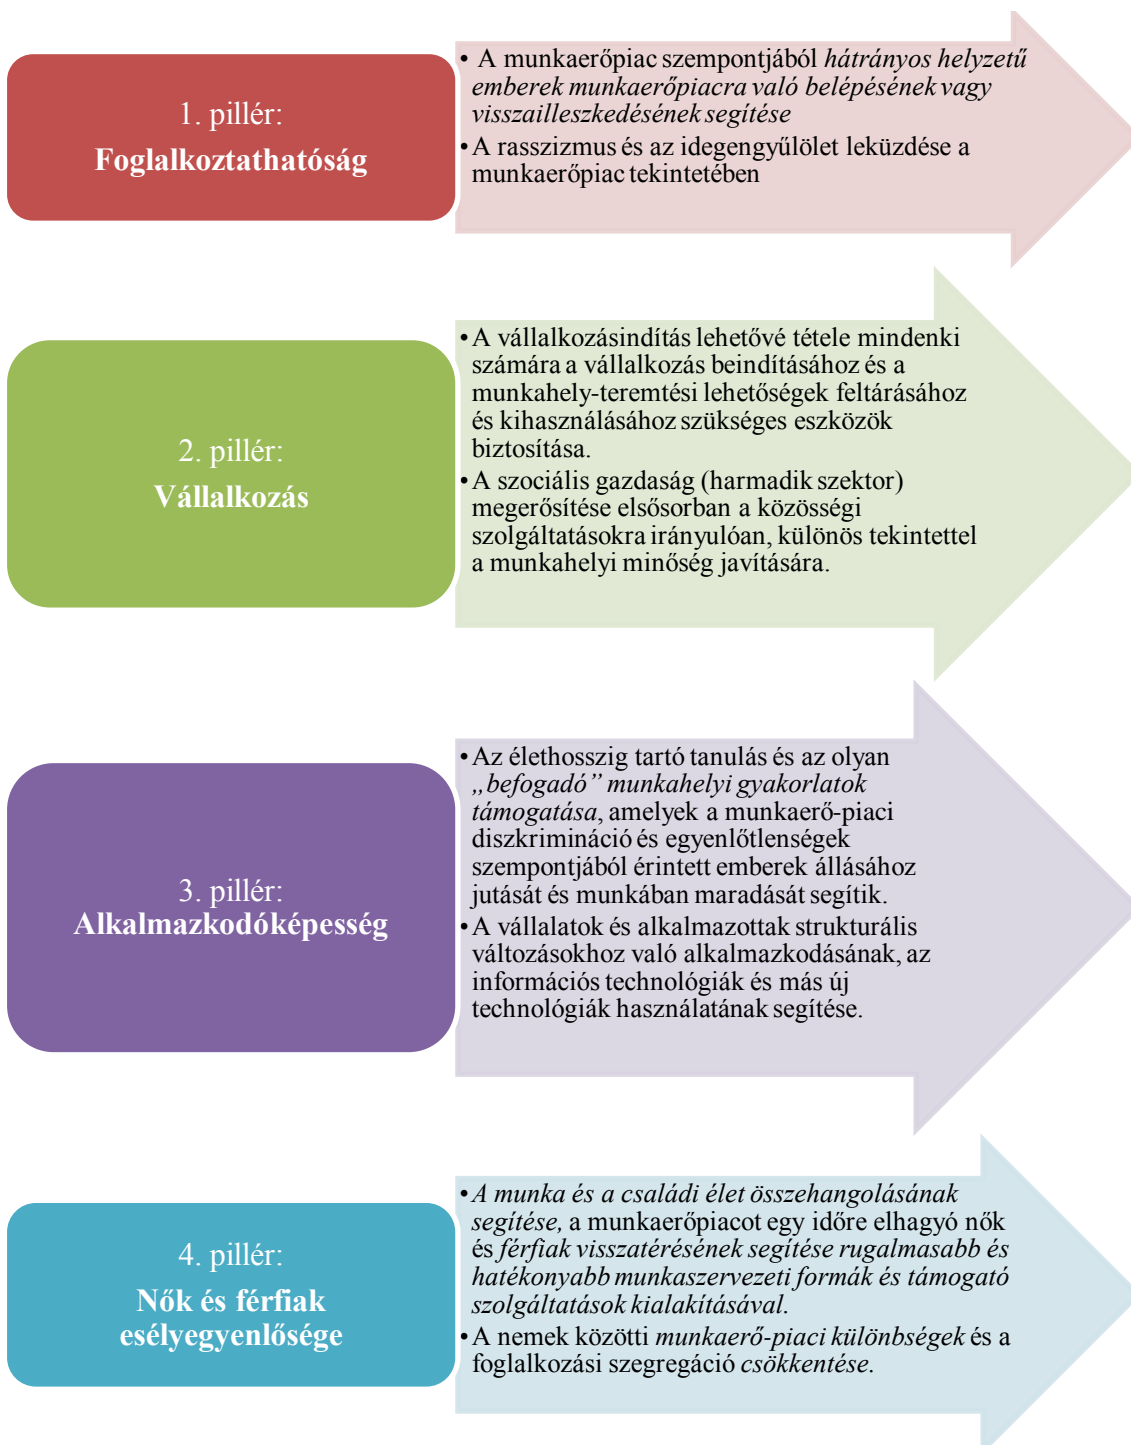 1. pillér:
Foglalkoztathatóság
• A munkaerőpiac szempontjából hátrányos helyzetű
emberek munkaerőpiacra való belépésének vagy
visszailleszkedésének segítése
• A rasszizmus és az idegengyűlölet leküzdése a
munkaerőpiac tekintetében
2. pillér:
Vállalkozás
• A vállalkozásindítás lehetővé tétele mindenki
számára a vállalkozás beindításához és a
munkahely-teremtési lehetőségek feltárásához
és kihasználásához szükséges eszközök
biztosítása.
• A szociális gazdaság (harmadik szektor)
megerősítése elsősorban a közösségi
szolgáltatásokra irányulóan, különös tekintettel
a munkahelyi minőség javítására.
3. pillér:
Alkalmazkodóképesség
• Az élethosszig tartó tanulás és az olyan
„befogadó” munkahelyi gyakorlatok
támogatása, amelyek a munkaerő-piaci
diszkrimináció és egyenlőtlenségek
szempontjából érintett emberek állásához
jutását és munkában maradását segítik.
• A vállalatok és alkalmazottak strukturális
változásokhoz való alkalmazkodásának, az
információs technológiák és más új
technológiák használatának segítése.
4. pillér:
Nők és férfiak
esélyegyenlősége
• A munka és a családi élet összehangolásának
segítése, a munkaerőpiacot egy időre elhagyó nők
és férfiak visszatérésének segítése rugalmasabb és
hatékonyabb munkaszervezeti formák és támogató
szolgáltatások kialakításával.
• A nemek közötti munkaerő-piaci különbségek és a
foglalkozási szegregáció csökkentése.